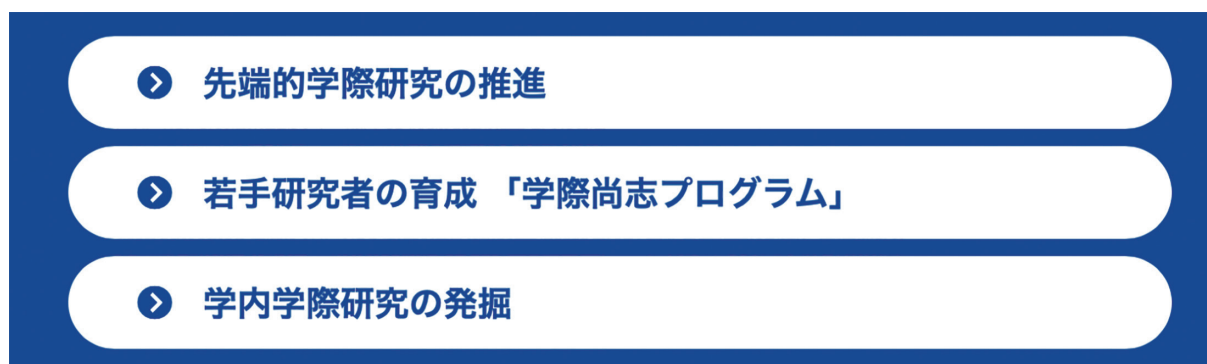 先端的学際研究の推進
若手研究者の育成 「学際尚志プログラム」
学内学際研究の発掘